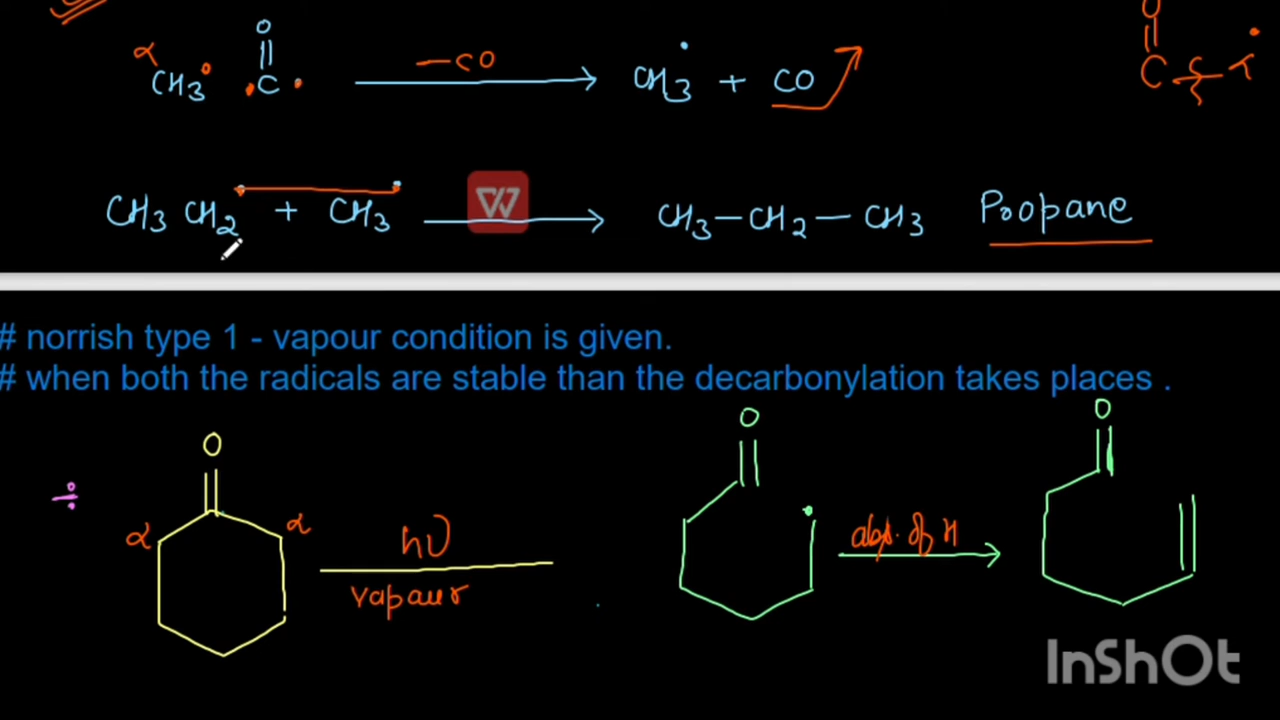 O
O
α
||
||
CH3• •C• —CO → •CH3 + CO
C
CH3 CH2• + •CH3 W → CH3—CH2—CH3 Propane
# norrish type 1 - vapour condition is given.
# when both the radicals are stable than the decarbonylation takes places .
O
O
O
α
α
hυ
vapour
abs. of H
InShOt